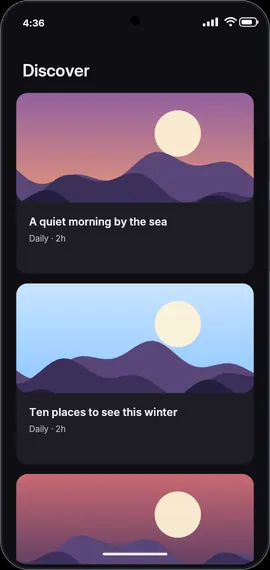 4:36
Discover
A quiet morning by the sea
Daily · 2h
Ten places to see this winter
Daily · 2h